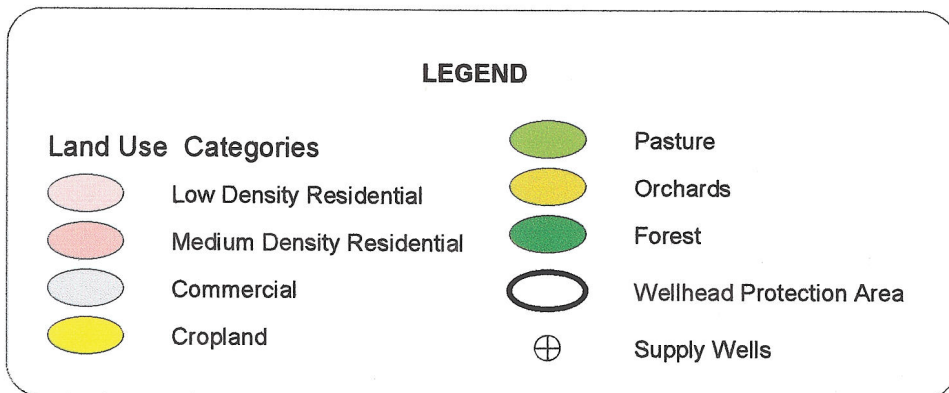 LEGEND
Land Use Categories
Low Density Residential
Medium Density Residential
Commercial
Cropland
Pasture
Orchards
Forest
Wellhead Protection Area
Supply Wells